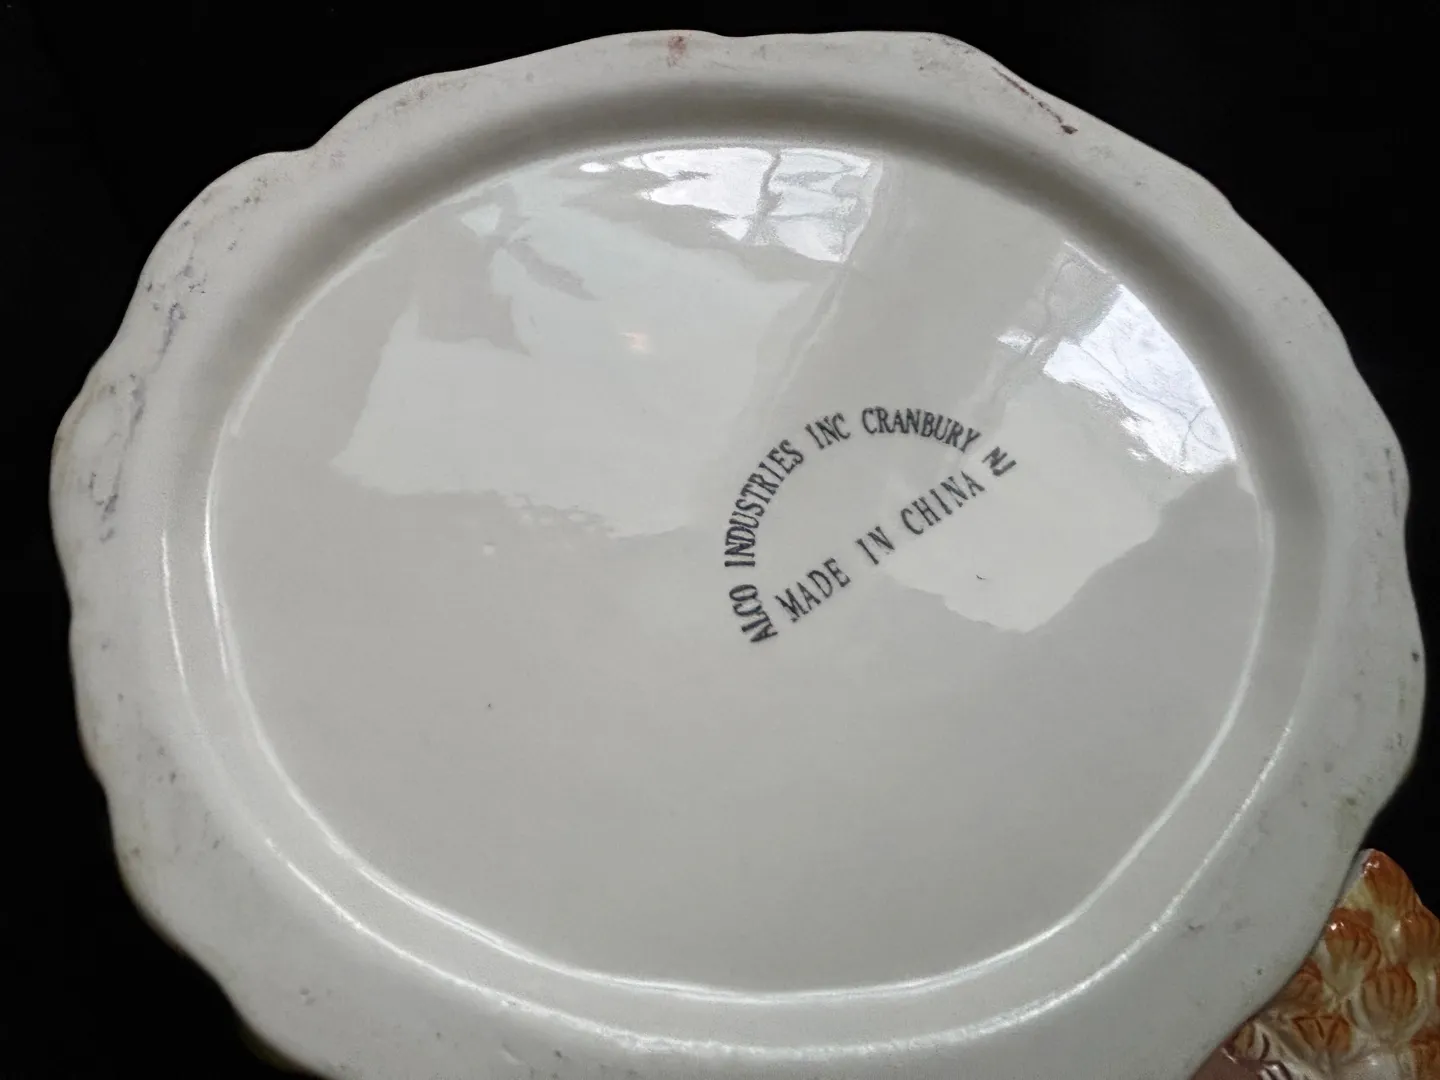 ALCO INDUSTRIES INC CRANBURY NJ
MADE IN CHINA